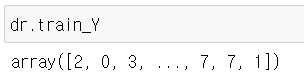 dr.train_Y
array([2, 0, 3, ..., 7, 7, 1])